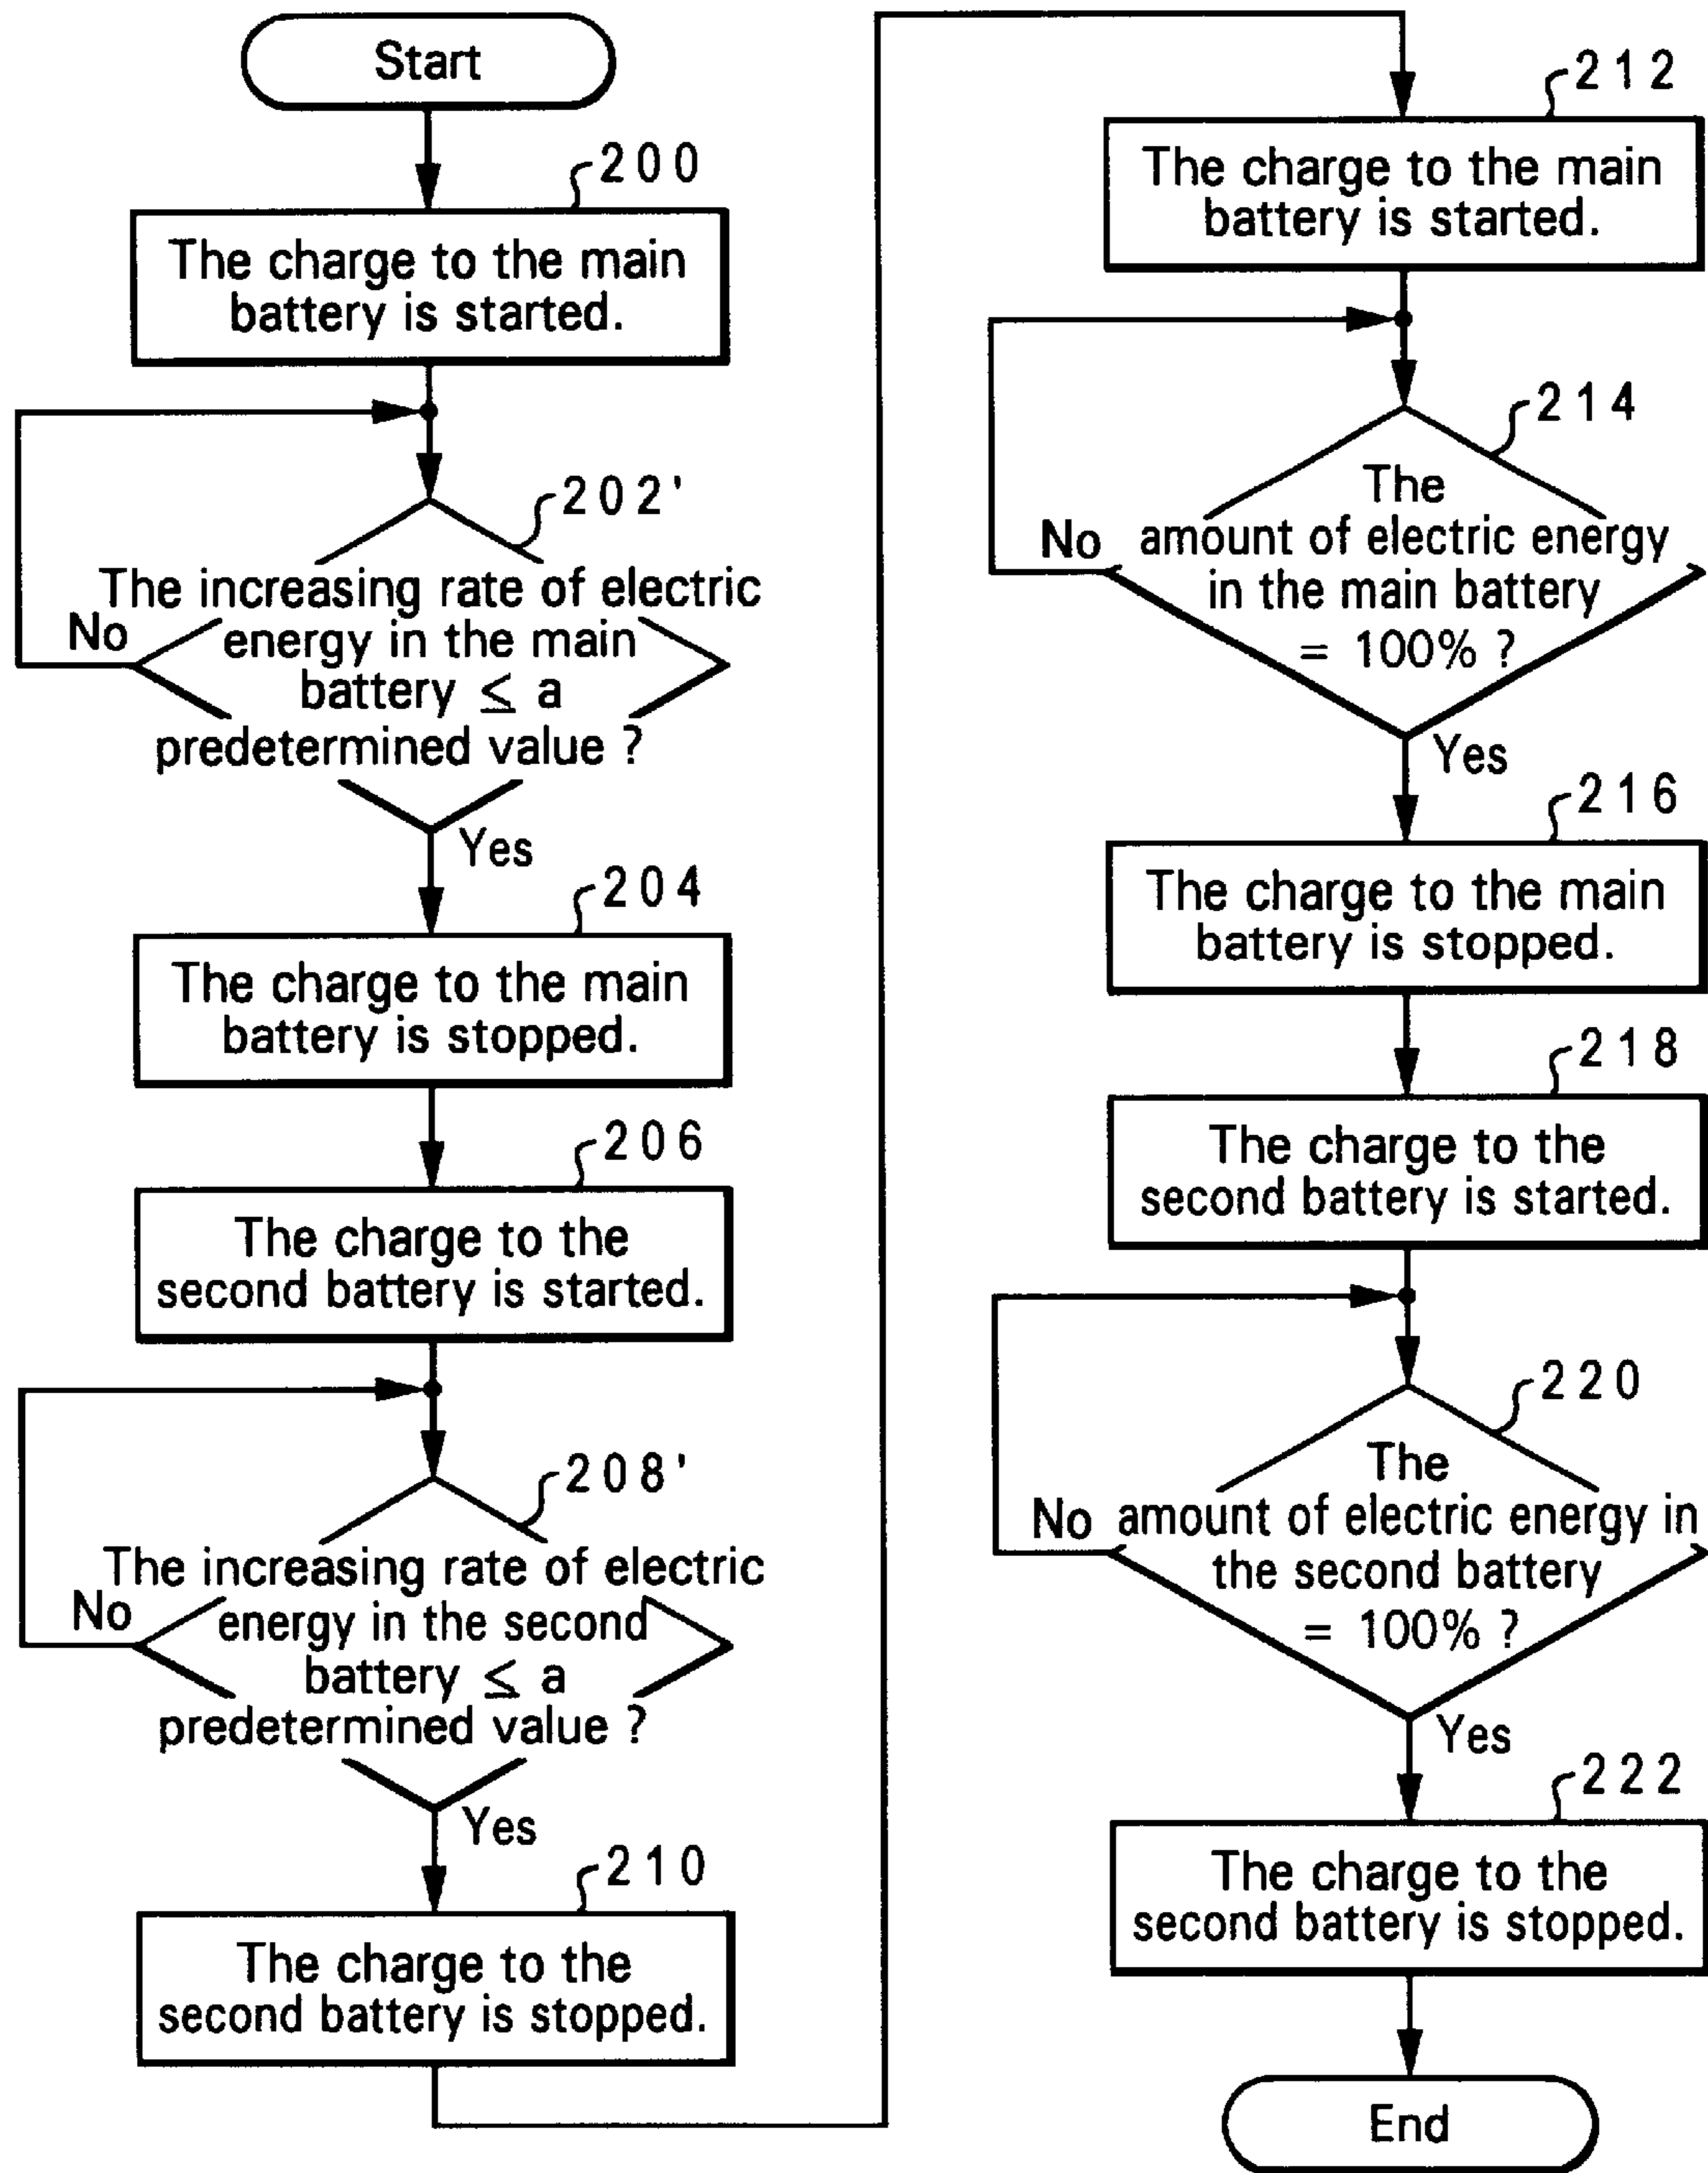 Start
200
The charge to the main
battery is started.
202'
The increasing rate of electric
energy in the main
battery ≤ a
predetermined value ?
No
Yes
204
The charge to the main
battery is stopped.
206
The charge to the
second battery is started.
208'
The increasing rate of electric
energy in the second
battery ≤ a
predetermined value ?
No
Yes
210
The charge to the
second battery is stopped.
212
The charge to the main
battery is started.
214
The
amount of electric energy
in the main battery
= 100% ?
No
Yes
216
The charge to the main
battery is stopped.
218
The charge to the
second battery is started.
220
The
amount of electric energy in
the second battery
= 100% ?
No
Yes
222
The charge to the
second battery is stopped.
End